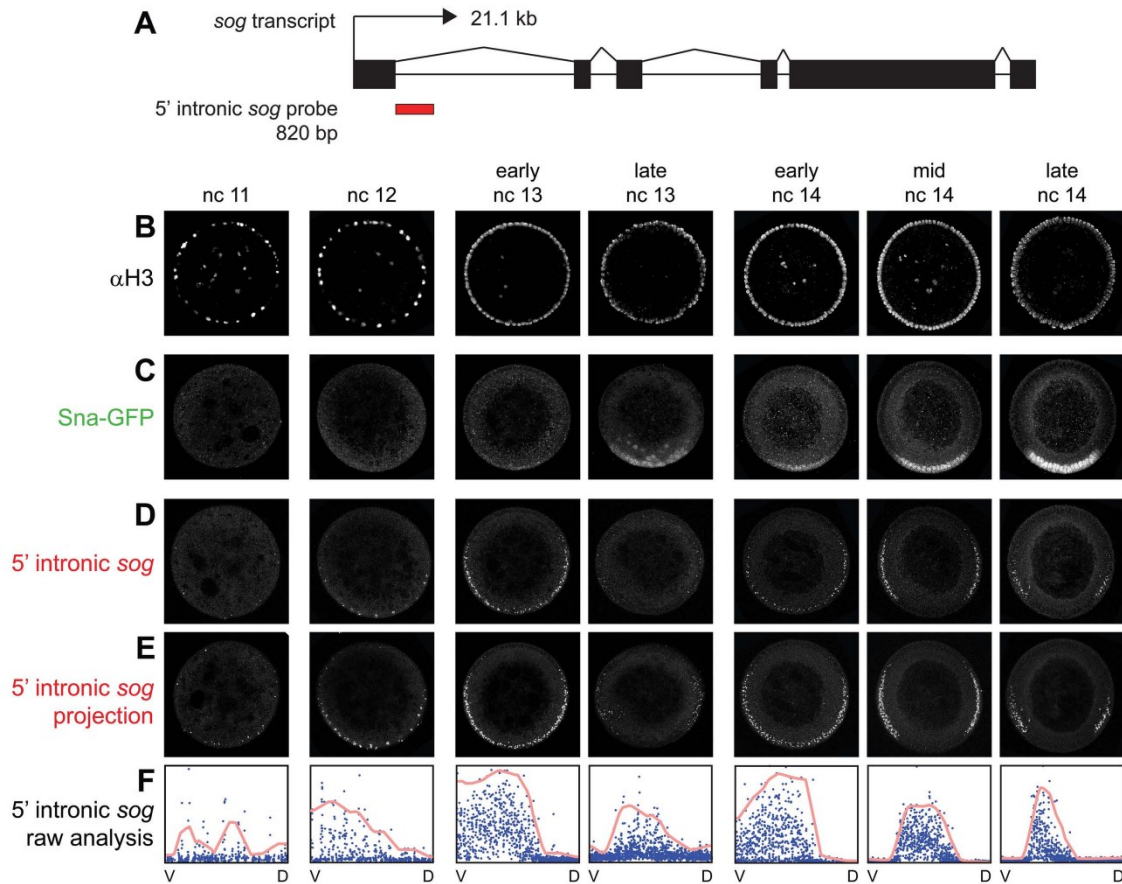 A
sog transcript
21.1 kb
5' intronic sog probe
820 bp
nc 11
nc 12
early
nc 13
late
nc 13
early
nc 14
mid
nc 14
late
nc 14
B
αH3
C
Sna-GFP
D
5' intronic sog
E
5' intronic sog
projection
F
5' intronic sog
raw analysis
V D V D V D V D V D V D V D